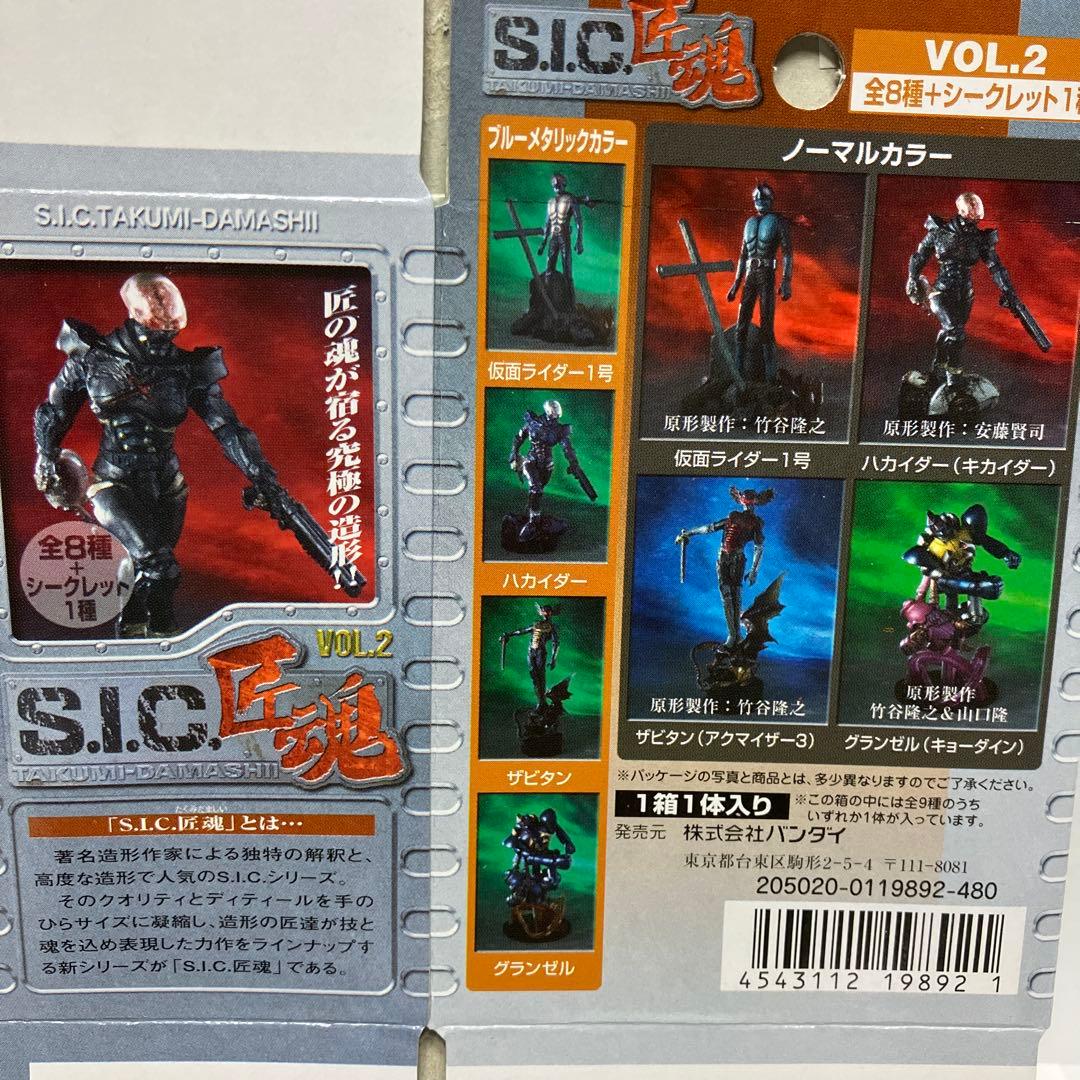 S.I.C.TAKUMI-DAMASHII
匠の魂が宿る究極の造形!!
全8種
+
シークレット
1種
VOL.2
S.I.C.匠魂
TAKUMI-DAMASHII
たくみだましい
「S.I.C.匠魂」とは…
著名造形作家による独特の解釈と、
高度な造形で人気のS.I.C.シリーズ。
そのクオリティとディティールを手の
ひらサイズに凝縮し、造形の匠達が技と
魂を込め表現した力作をラインナップす
る新シリーズが「S.I.C.匠魂」である。
S.I.C.匠魂
TAKUMI-DAMASHII
VOL.2
全8種+シークレット1種
ブルーメタリックカラー
仮面ライダー1号
ハカイダー
ザビタン
グランゼル
ノーマルカラー
原形製作:竹谷隆之
仮面ライダー1号
原形製作:安藤賢司
ハカイダー(キカイダー)
原形製作:竹谷隆之
ザビタン(アクマイザー3)
原形製作
竹谷隆之&山口隆
グランゼル(キョーダイン)
※パッケージの写真と商品とは、多少異なりますのでご了承ください。
1箱1体入り
※この箱の中には全9種のうち
いずれか1体が入っています。
発売元 株式会社バンダイ
東京都台東区駒形2-5-4 〒111-8081
205020-0119892-480
4543112 19892 1